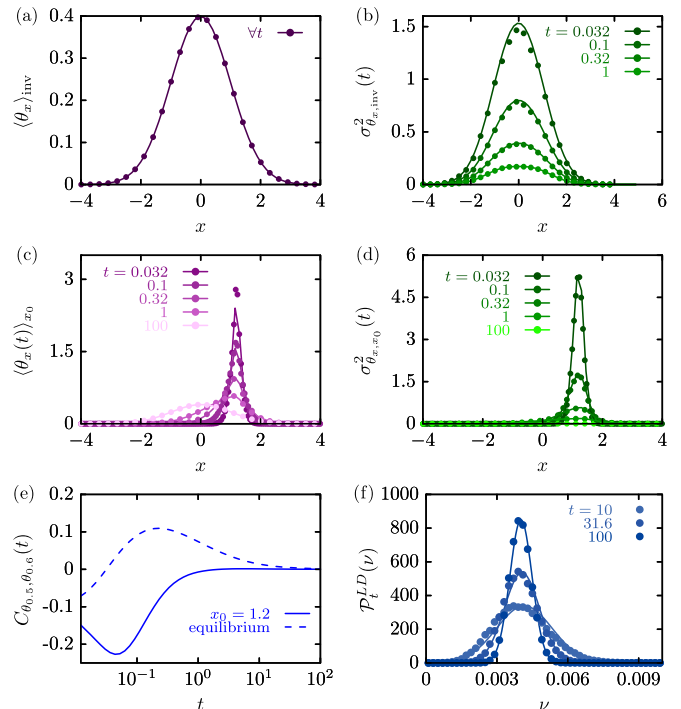 (a)
⟨θx⟩inv
0.4
0.3
0.2
0.1
0
∀t
−4 −2 0 2 4
x
(b)
σ²θx,inv(t)
1.5
1
0.5
0
t = 0.032
0.1
0.32
1
−4 −2 0 2 4 6
x
(c)
⟨θx(t)⟩x0
3
1.5
0
t = 0.032
0.1
0.32
1
100
−4 −2 0 2 4
x
(d)
σ²θx,x0(t)
6
4.5
3
1.5
0
t = 0.032
0.1
0.32
1
100
−4 −2 0 2 4
x
(e)
Cθ0.5,θ0.6(t)
0.2
0.1
0
-0.1
-0.2
x0 = 1.2
equilibrium
10⁻¹ 10⁰ 10¹ 10²
t
(f)
PtLD(ν)
1000
800
600
400
200
0
t = 10
31.6
100
0 0.003 0.006 0.009
ν